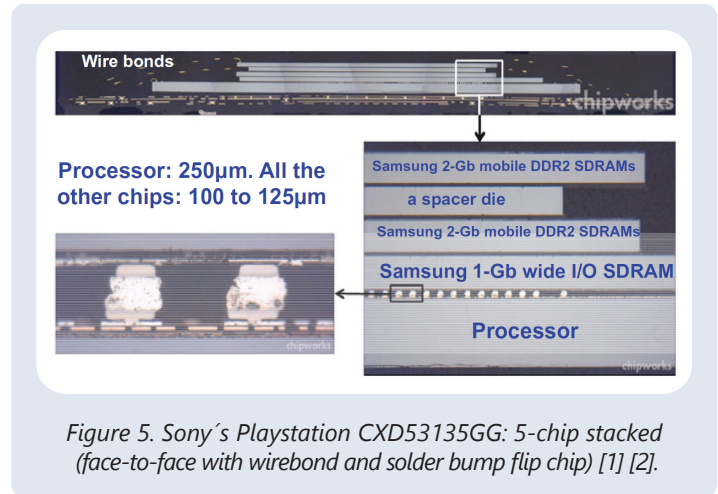 Wire bonds
chipworks
Processor: 250µm. All the
other chips: 100 to 125µm
Samsung 2-Gb mobile DDR2 SDRAMs
a spacer die
Samsung 2-Gb mobile DDR2 SDRAMs
Samsung 1-Gb wide I/O SDRAM
Processor
chipworks
chipworks
Figure 5. Sony´s Playstation CXD53135GG: 5-chip stacked
(face-to-face with wirebond and solder bump flip chip) [1] [2].